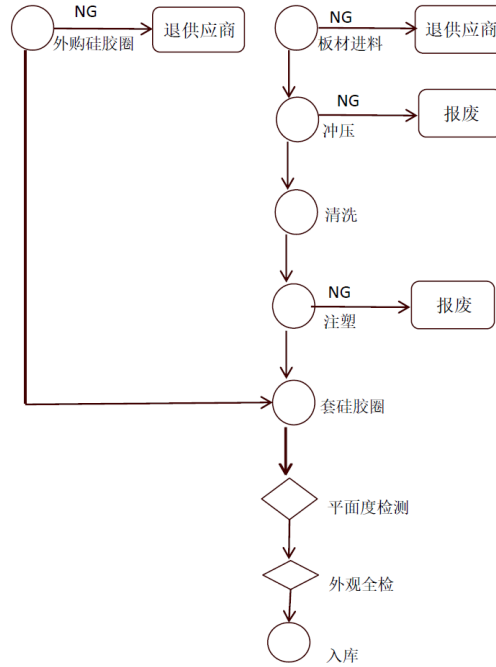 NG
退供应商
外购硅胶圈
NG
退供应商
板材进料
NG
报废
冲压
清洗
NG
报废
注塑
套硅胶圈
平面度检测
外观全检
入库